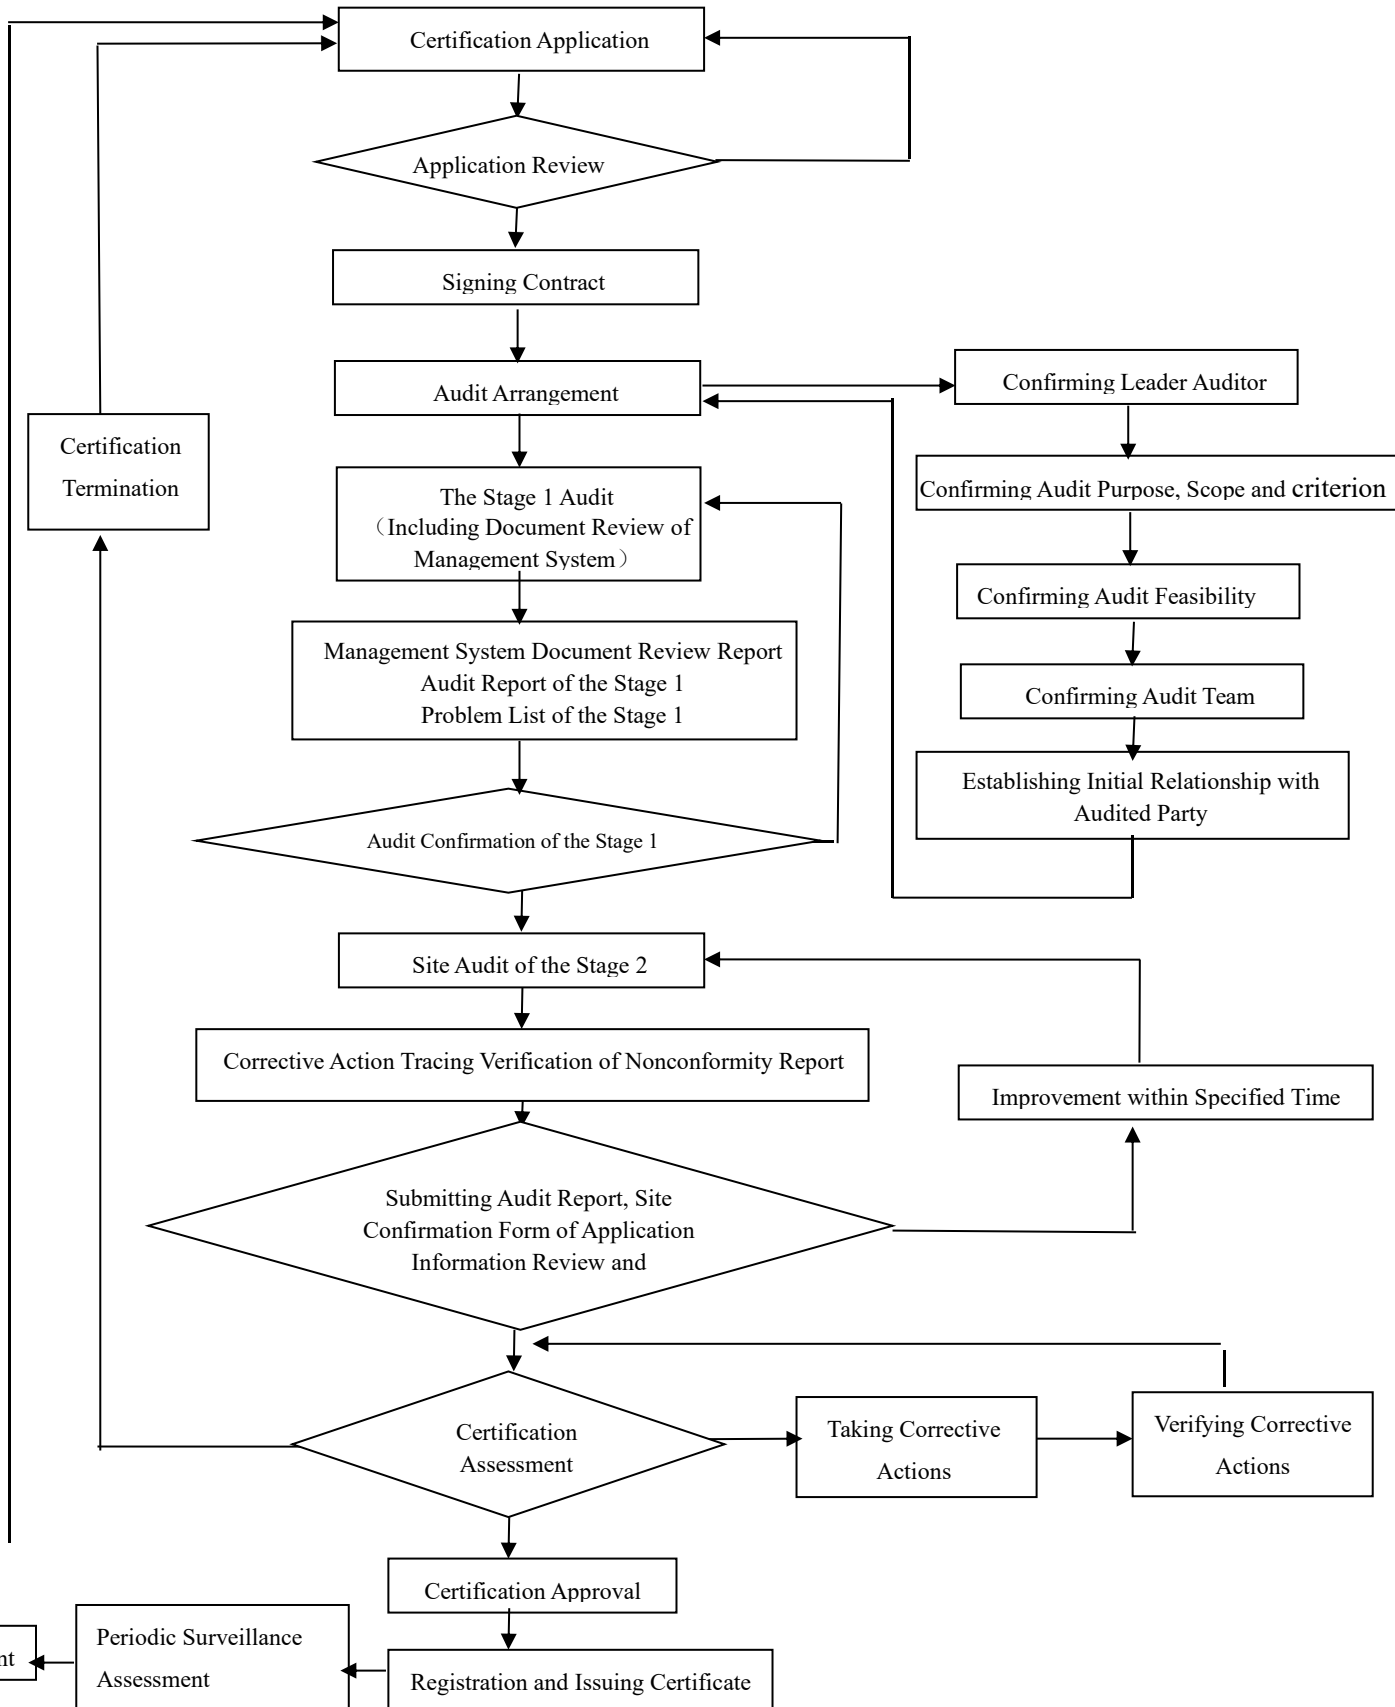 Certification Application
Application Review
Signing Contract
Audit Arrangement
Confirming Leader Auditor
Certification
Termination
Confirming Audit Purpose, Scope and criterion
The Stage 1 Audit
（Including Document Review of
Management System）
Confirming Audit Feasibility
Management System Document Review Report
Audit Report of the Stage 1
Problem List of the Stage 1
Confirming Audit Team
Establishing Initial Relationship with
Audited Party
Audit Confirmation of the Stage 1
Site Audit of the Stage 2
Corrective Action Tracing Verification of Nonconformity Report
Improvement within Specified Time
Submitting Audit Report, Site
Confirmation Form of Application
Information Review and
Certification
Assessment
Taking Corrective
Actions
Verifying Corrective
Actions
Certification Approval
Periodic Surveillance
Assessment
Registration and Issuing Certificate